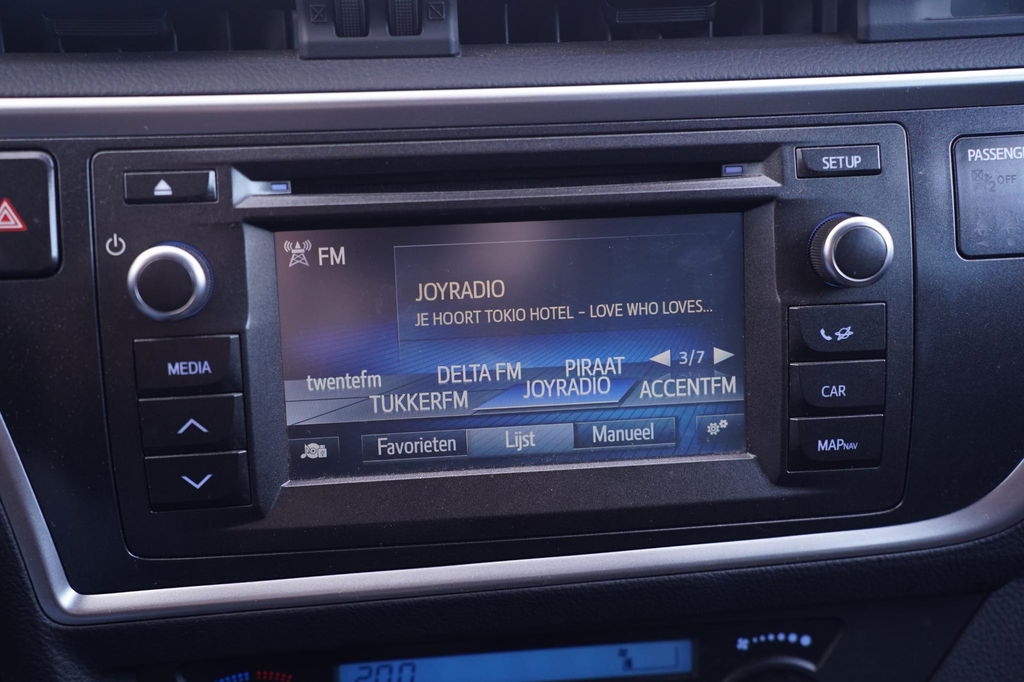 PASSENG
OFF
SETUP
FM
JOYRADIO
JE HOORT TOKIO HOTEL - LOVE WHO LOVES...
3/7
twentefm
DELTA FM
PIRAAT
TUKKERFM
JOYRADIO
ACCENTFM
Favorieten
Lijst
Manueel
MEDIA
CAR
MAPNAV
20.0